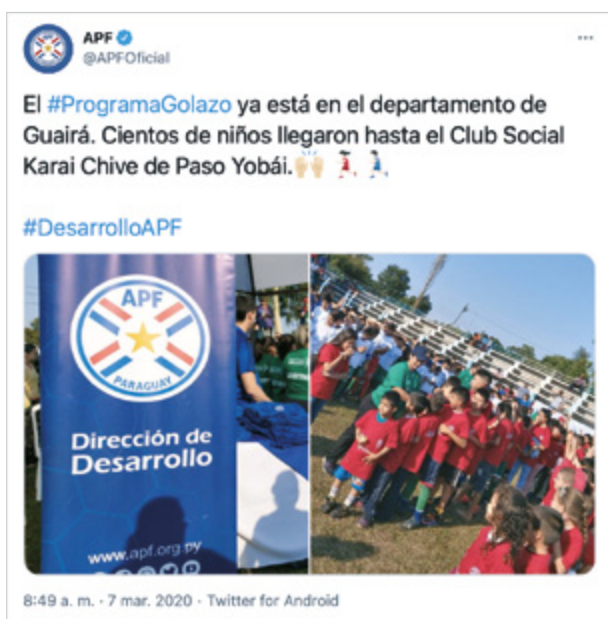 APF
@APFOficial
El #ProgramaGolazo ya está en el departamento de
Guairá. Cientos de niños llegaron hasta el Club Social
Karai Chive de Paso Yobái.🙌🏻 🏃🏻‍♀️ 🏃🏻
#DesarrolloAPF
APF
PARAGUAY
Dirección de
Desarrollo
www.apf.org.py
8:49 a. m. · 7 mar. 2020 · Twitter for Android